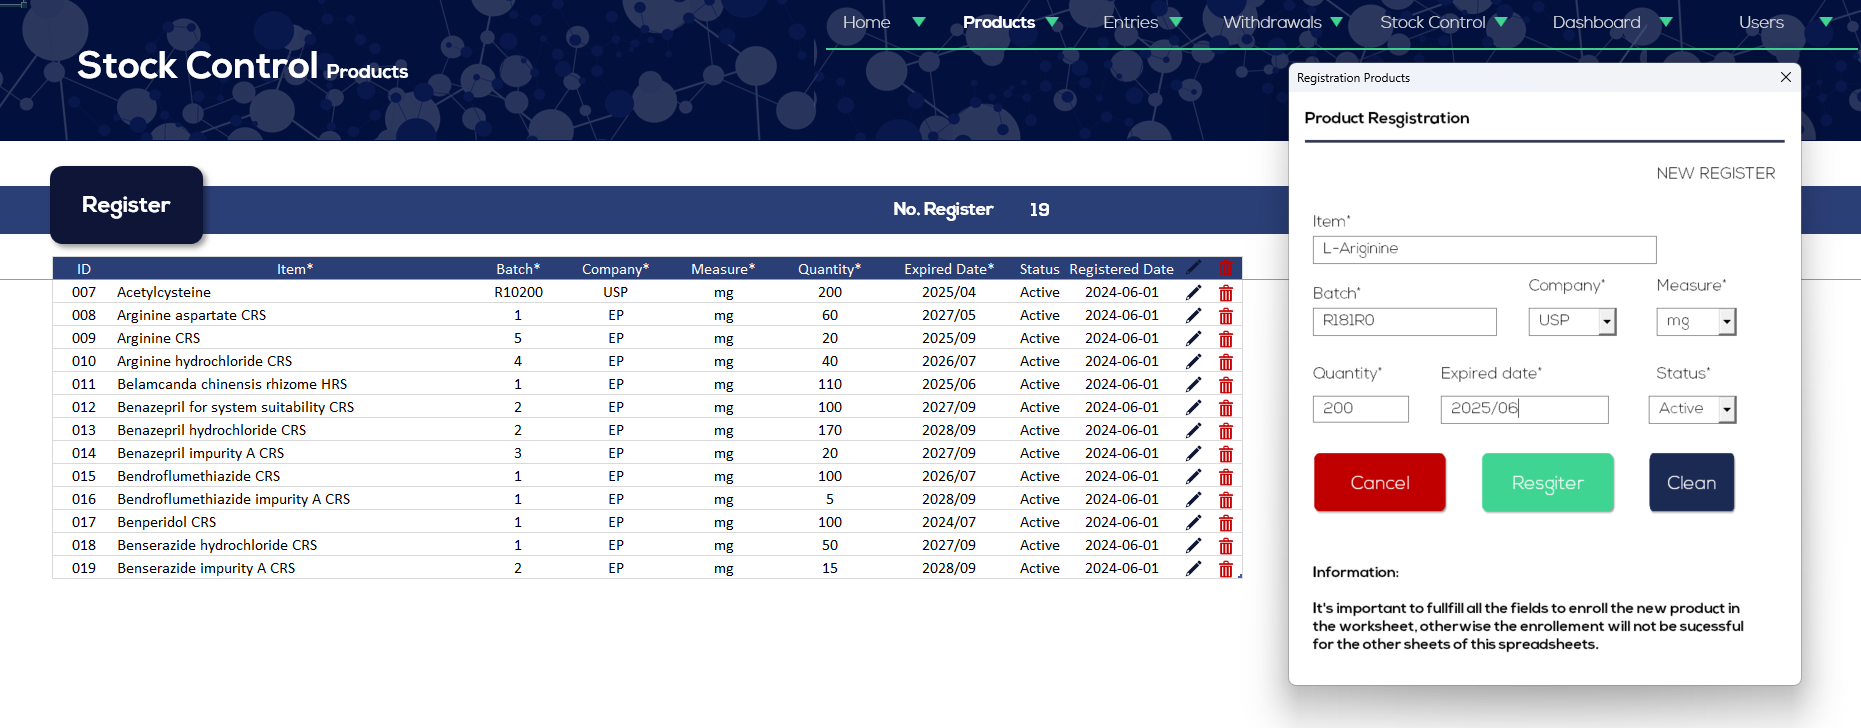 Home Products Entries Withdrawals Stock Control Dashboard Users
Stock Control Products
Register
No. Register 19
ID Item* Batch* Company* Measure* Quantity* Expired Date* Status Registered Date
007 Acetylcysteine R10200 USP mg 200 2025/04 Active 2024-06-01
008 Arginine aspartate CRS 1 EP mg 60 2027/05 Active 2024-06-01
009 Arginine CRS 5 EP mg 20 2025/09 Active 2024-06-01
010 Arginine hydrochloride CRS 4 EP mg 40 2026/07 Active 2024-06-01
011 Belamcanda chinensis rhizome HRS 1 EP mg 110 2025/06 Active 2024-06-01
012 Benazepril for system suitability CRS 2 EP mg 100 2027/09 Active 2024-06-01
013 Benazepril hydrochloride CRS 2 EP mg 170 2028/09 Active 2024-06-01
014 Benazepril impurity A CRS 3 EP mg 20 2027/09 Active 2024-06-01
015 Bendroflumethiazide CRS 1 EP mg 100 2026/07 Active 2024-06-01
016 Bendroflumethiazide impurity A CRS 1 EP mg 5 2028/09 Active 2024-06-01
017 Benperidol CRS 1 EP mg 100 2024/07 Active 2024-06-01
018 Benserazide hydrochloride CRS 1 EP mg 50 2027/09 Active 2024-06-01
019 Benserazide impurity A CRS 2 EP mg 15 2028/09 Active 2024-06-01
Registration Products
Product Resgistration
NEW REGISTER
Item*
L-Ariginine
Batch* Company* Measure*
R181R0 USP mg
Quantity* Expired date* Status*
200 2025/06 Active
Cancel Resgiter Clean
Information:
It's important to fullfill all the fields to enroll the new product in
the worksheet, otherwise the enrollement will not be sucessful
for the other sheets of this spreadsheets.